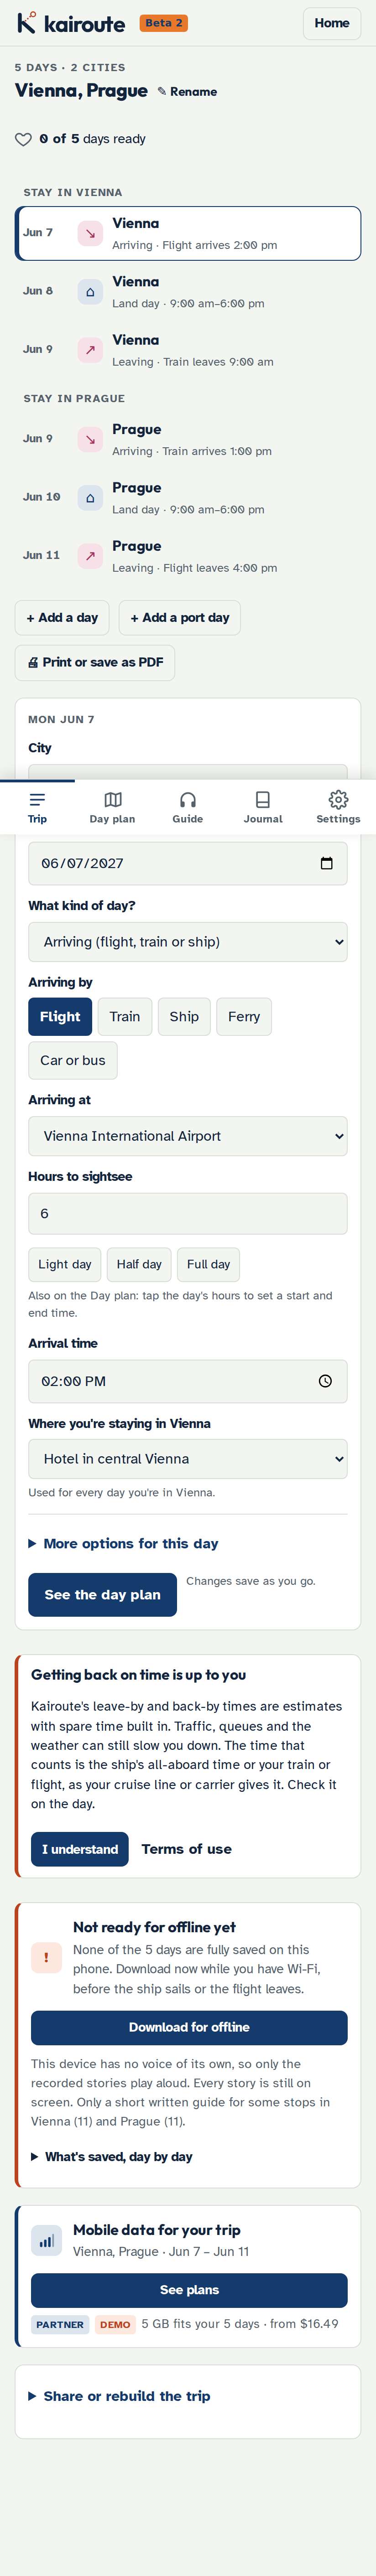 kairoute Beta 2 Home
5 DAYS · 2 CITIES
Vienna, Prague ✎ Rename
0 of 5 days ready
STAY IN VIENNA
Jun 7 ↘ Vienna
Arriving · Flight arrives 2:00 pm
Jun 8 ⌂ Vienna
Land day · 9:00 am–6:00 pm
Jun 9 ↗ Vienna
Leaving · Train leaves 9:00 am
STAY IN PRAGUE
Jun 9 ↘ Prague
Arriving · Train arrives 1:00 pm
Jun 10 ⌂ Prague
Land day · 9:00 am–6:00 pm
Jun 11 ↗ Prague
Leaving · Flight leaves 4:00 pm
+ Add a day + Add a port day
🖨 Print or save as PDF
MON JUN 7
City
Trip Day plan Guide Journal Settings
06/07/2027
What kind of day?
Arriving (flight, train or ship)
Arriving by
Flight Train Ship Ferry
Car or bus
Arriving at
Vienna International Airport
Hours to sightsee
6
Light day Half day Full day
Also on the Day plan: tap the day's hours to set a start and
end time.
Arrival time
02:00 PM
Where you're staying in Vienna
Hotel in central Vienna
Used for every day you're in Vienna.
▶ More options for this day
See the day plan Changes save as you go.
Getting back on time is up to you
Kairoute's leave-by and back-by times are estimates
with spare time built in. Traffic, queues and the
weather can still slow you down. The time that
counts is the ship's all-aboard time or your train or
flight, as your cruise line or carrier gives it. Check it
on the day.
I understand Terms of use
Not ready for offline yet
! None of the 5 days are fully saved on this
phone. Download now while you have Wi-Fi,
before the ship sails or the flight leaves.
Download for offline
This device has no voice of its own, so only the
recorded stories play aloud. Every story is still on
screen. Only a short written guide for some stops in
Vienna (11) and Prague (11).
▶ What's saved, day by day
Mobile data for your trip
Vienna, Prague · Jun 7 – Jun 11
See plans
PARTNER DEMO 5 GB fits your 5 days · from $16.49
▶ Share or rebuild the trip